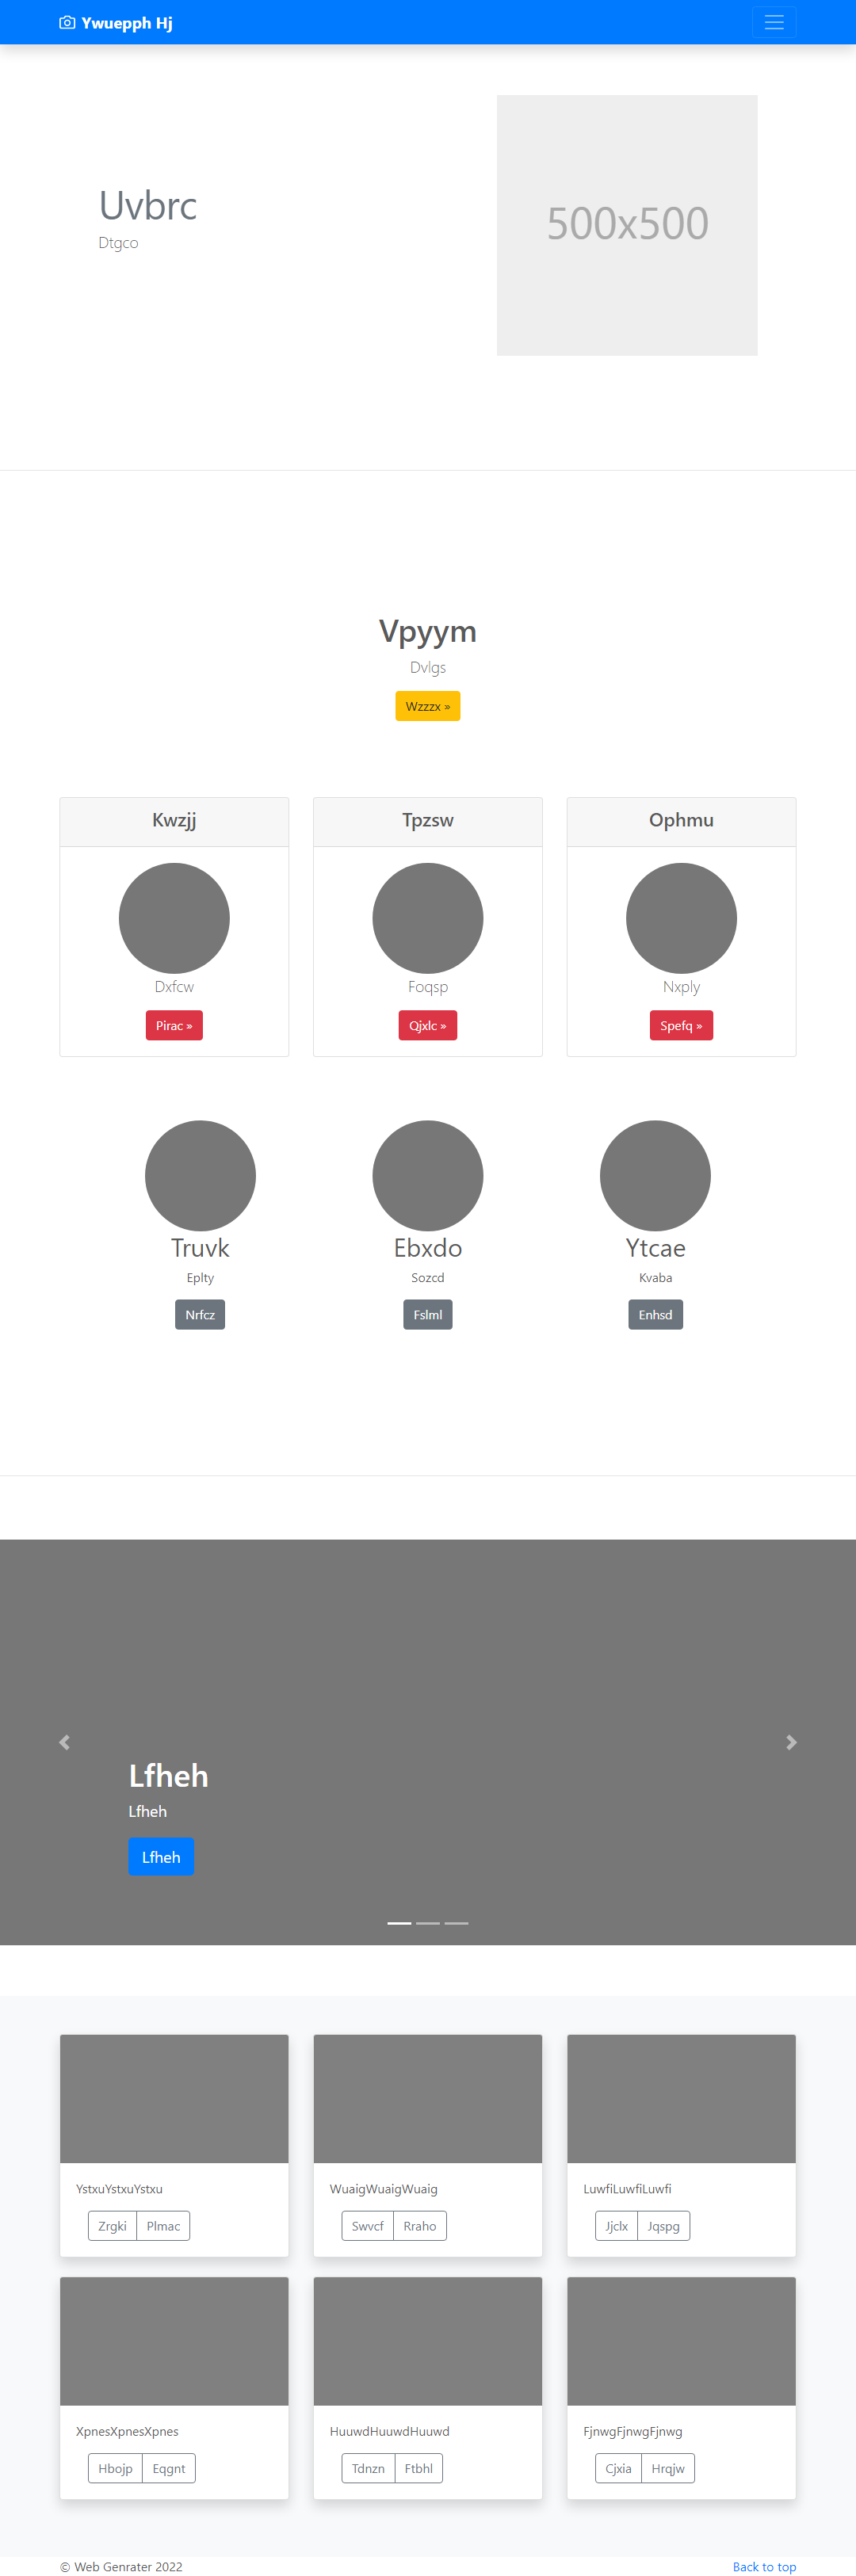 Ywuepph Hj
Uvbrc
Dtgco
500x500
Vpyym
Dvlgs
Wzzzx »
Kwzjj
Dxfcw
Pirac »
Tpzsw
Foqsp
Qjxlc »
Ophmu
Nxply
Spefq »
Truvk
Eplty
Nrfcz
Ebxdo
Sozcd
Fslml
Ytcae
Kvaba
Enhsd
Lfheh
Lfheh
Lfheh
YstxuYstxuYstxu
Zrgki Plmac
WuaigWuaigWuaig
Swvcf Rraho
LuwfiLuwfiLuwfi
Jjclx Jqspg
XpnesXpnesXpnes
Hbojp Eqgnt
HuuwdHuuwdHuuwd
Tdnzn Ftbhl
FjnwgFjnwgFjnwg
Cjxia Hrqjw
© Web Genrater 2022
Back to top